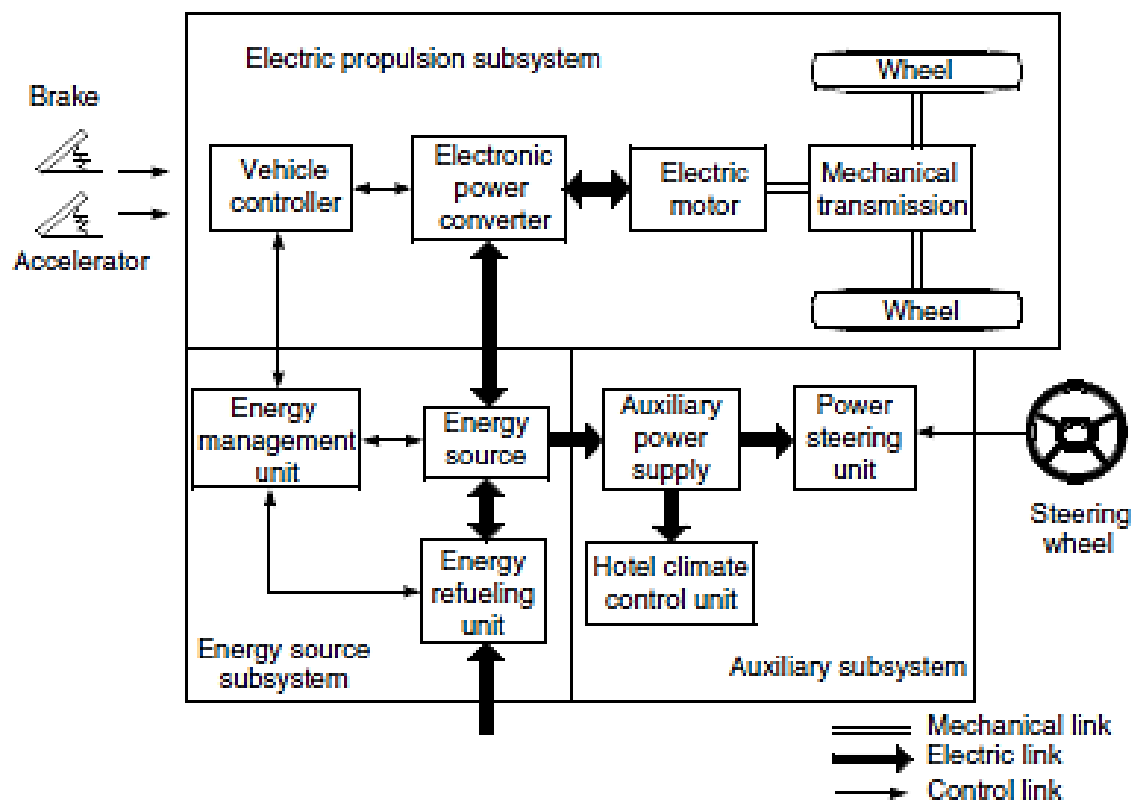 Electric propulsion subsystem
Brake
Accelerator
Vehicle
controller
Electronic
power
converter
Electric
motor
Mechanical
transmission
Wheel
Wheel
Energy
management
unit
Energy
source
Auxiliary
power
supply
Power
steering
unit
Steering
wheel
Energy
refueling
unit
Hotel climate
control unit
Energy source
subsystem
Auxiliary subsystem
Mechanical link
Electric link
Control link